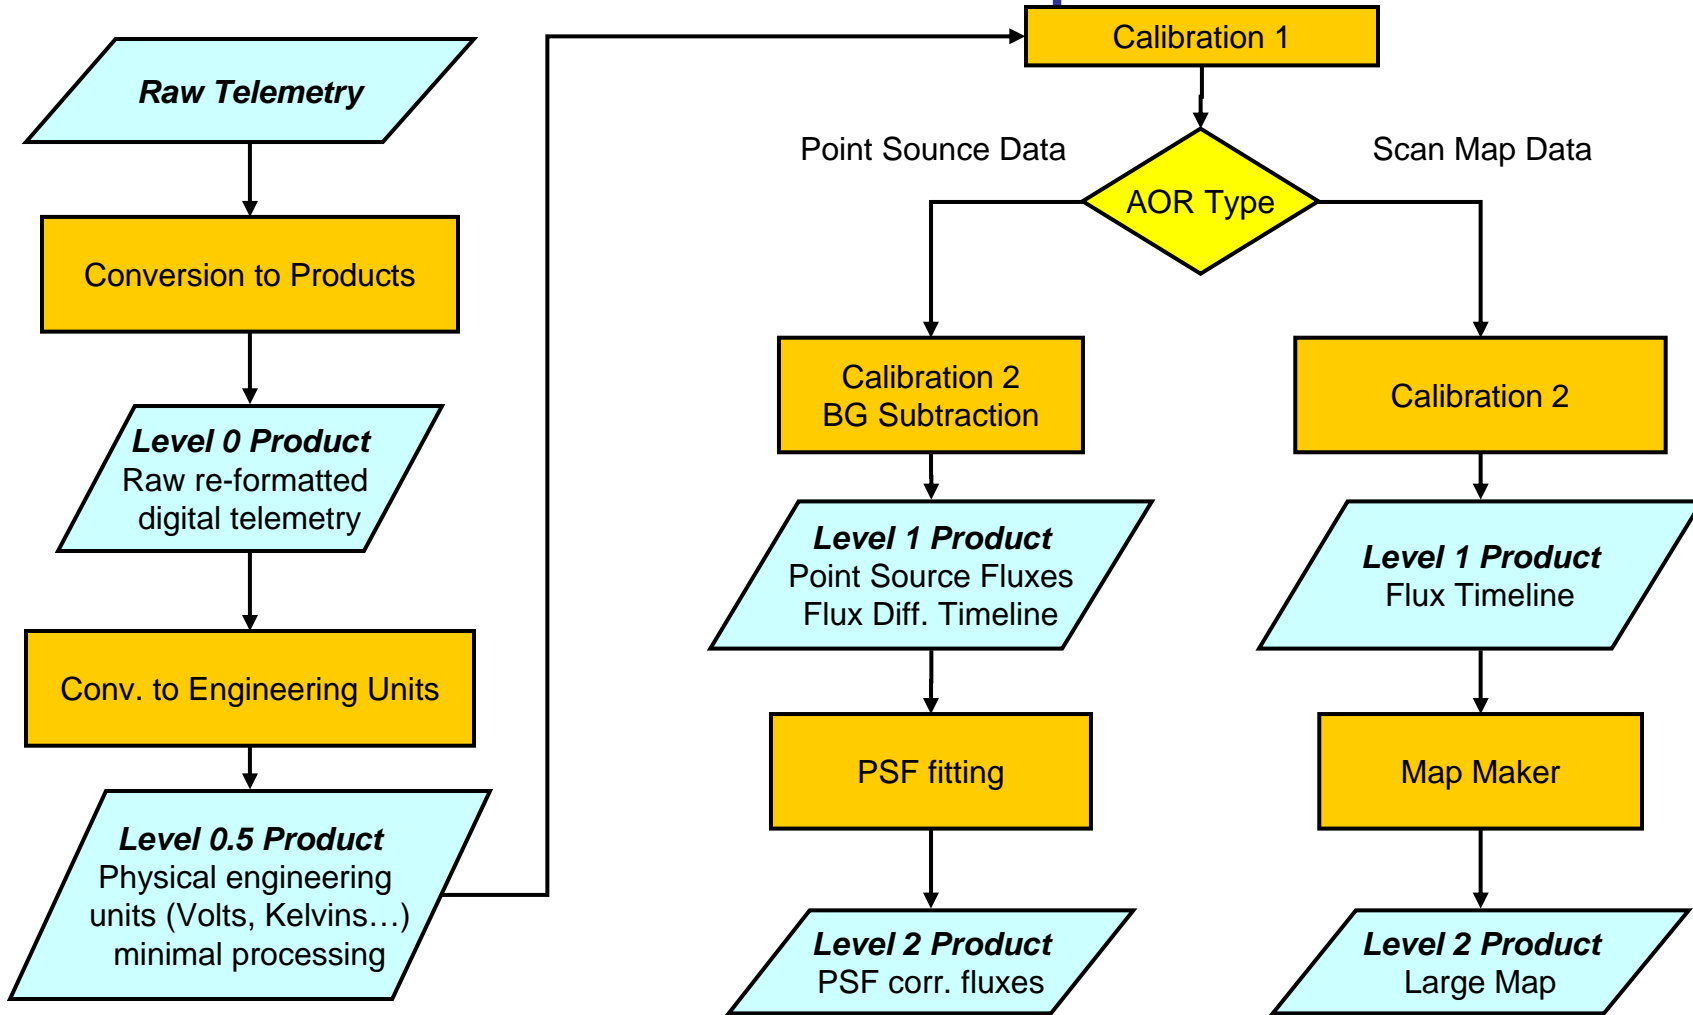 Raw Telemetry
Conversion to Products
Level 0 Product
Raw re-formatted
digital telemetry
Conv. to Engineering Units
Level 0.5 Product
Physical engineering
units (Volts, Kelvins…)
minimal processing
Calibration 1
Point Sounce Data
Scan Map Data
AOR Type
Calibration 2
BG Subtraction
Level 1 Product
Point Source Fluxes
Flux Diff. Timeline
PSF fitting
Level 2 Product
PSF corr. fluxes
Calibration 2
Level 1 Product
Flux Timeline
Map Maker
Level 2 Product
Large Map